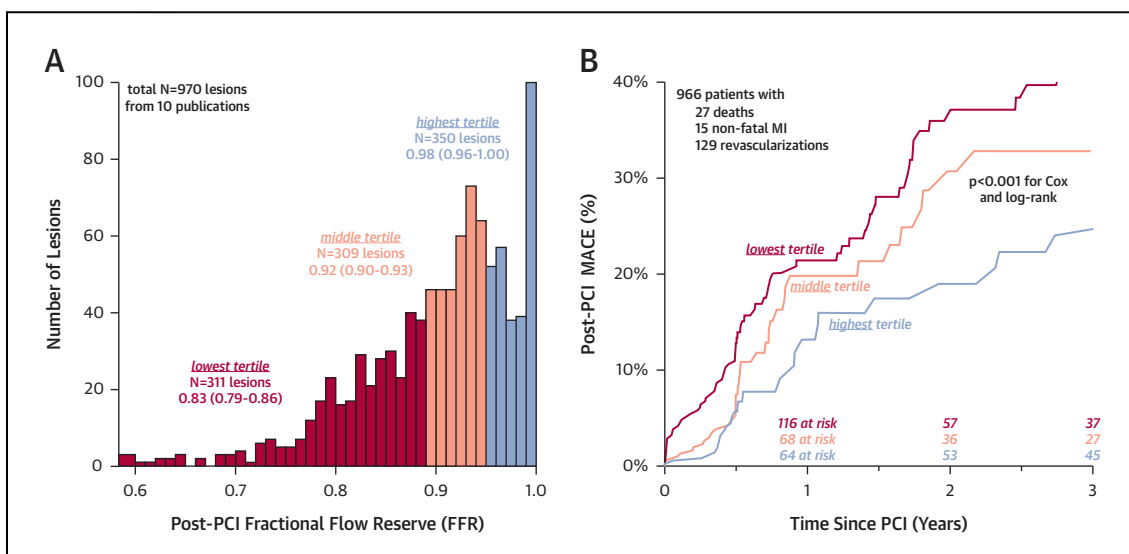 A
100
80
60
40
20
0
Number of Lesions
total N=970 lesions
from 10 publications
highest tertile
N=350 lesions
0.98 (0.96-1.00)
middle tertile
N=309 lesions
0.92 (0.90-0.93)
lowest tertile
N=311 lesions
0.83 (0.79-0.86)
0.6 0.7 0.8 0.9 1.0
Post-PCI Fractional Flow Reserve (FFR)
B
40%
30%
20%
10%
0%
Post-PCI MACE (%)
966 patients with
27 deaths
15 non-fatal MI
129 revascularizations
p<0.001 for Cox
and log-rank
lowest tertile
middle tertile
highest tertile
116 at risk 57 37
68 at risk 36 27
64 at risk 53 45
0 1 2 3
Time Since PCI (Years)